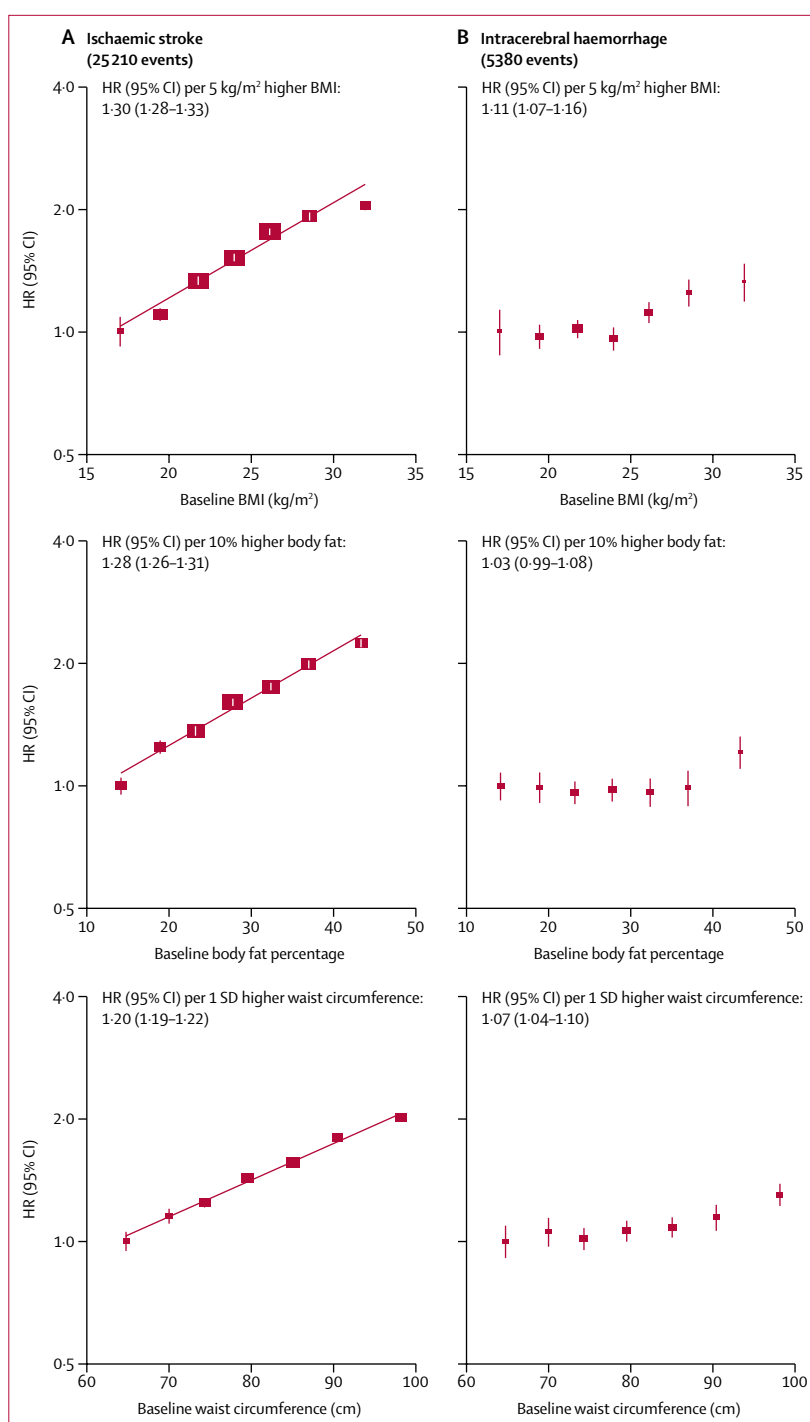 A Ischaemic stroke
(25 210 events)
HR (95% CI) per 5 kg/m² higher BMI:
1·30 (1·28–1·33)
4·0
2·0
1·0
0·5
HR (95% CI)
15 20 25 30 35
Baseline BMI (kg/m²)
B Intracerebral haemorrhage
(5380 events)
HR (95% CI) per 5 kg/m² higher BMI:
1·11 (1·07–1·16)
15 20 25 30 35
Baseline BMI (kg/m²)
HR (95% CI) per 10% higher body fat:
1·28 (1·26–1·31)
4·0
2·0
1·0
0·5
HR (95% CI)
10 20 30 40 50
Baseline body fat percentage
HR (95% CI) per 10% higher body fat:
1·03 (0·99–1·08)
10 20 30 40 50
Baseline body fat percentage
HR (95% CI) per 1 SD higher waist circumference:
1·20 (1·19–1·22)
4·0
2·0
1·0
0·5
HR (95% CI)
60 70 80 90 100
Baseline waist circumference (cm)
HR (95% CI) per 1 SD higher waist circumference:
1·07 (1·04–1·10)
60 70 80 90 100
Baseline waist circumference (cm)